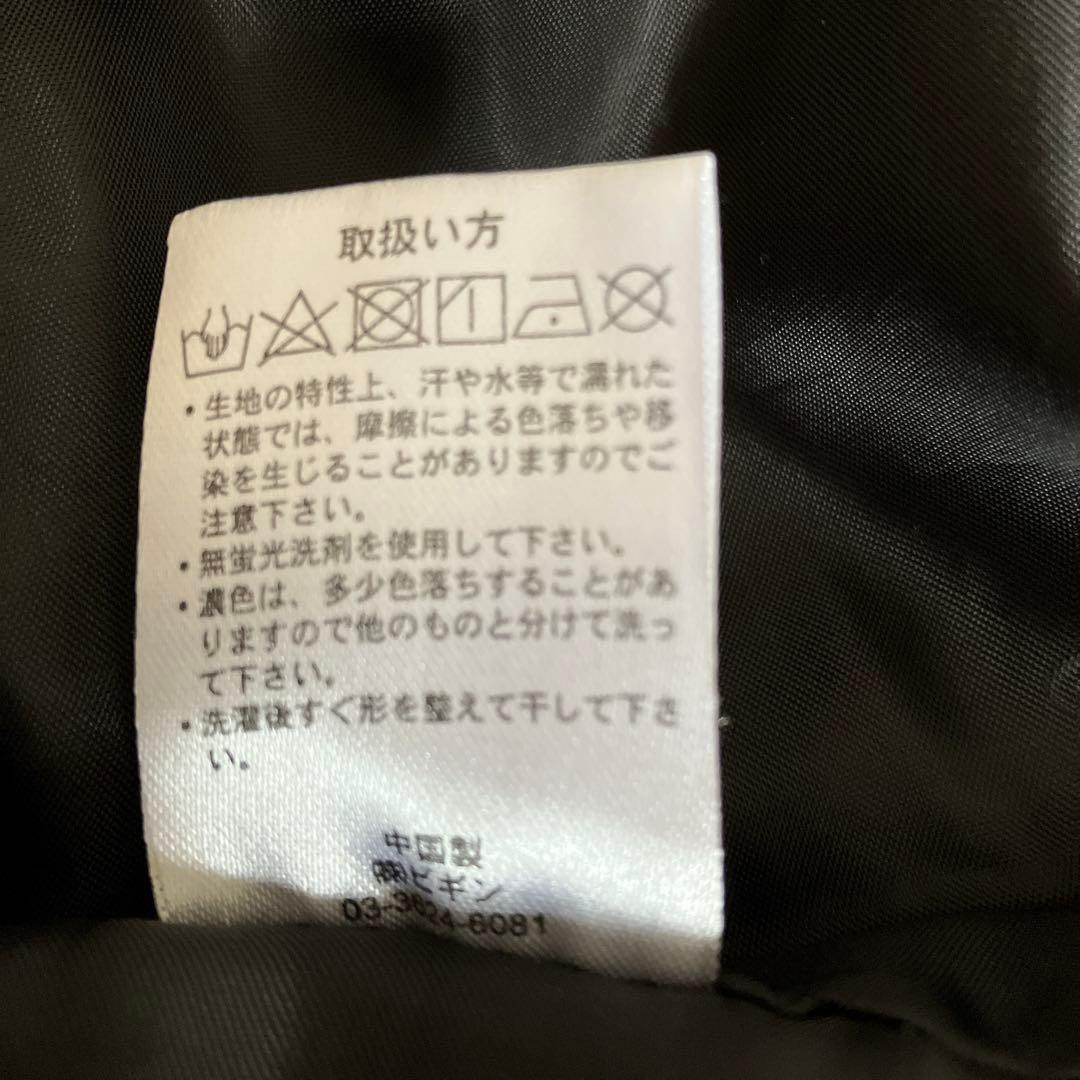 取扱い方
・生地の特性上、汗や水等で濡れた
状態では、摩擦による色落ちや移
染を生じることがありますのでご
注意下さい。
・無蛍光洗剤を使用して下さい。
・濃色は、多少色落ちすることがあ
りますので他のものと分けて洗っ
て下さい。
・洗濯後すぐ形を整えて干して下さ
い。
中国製
㈱ビギン
03-3624-6081